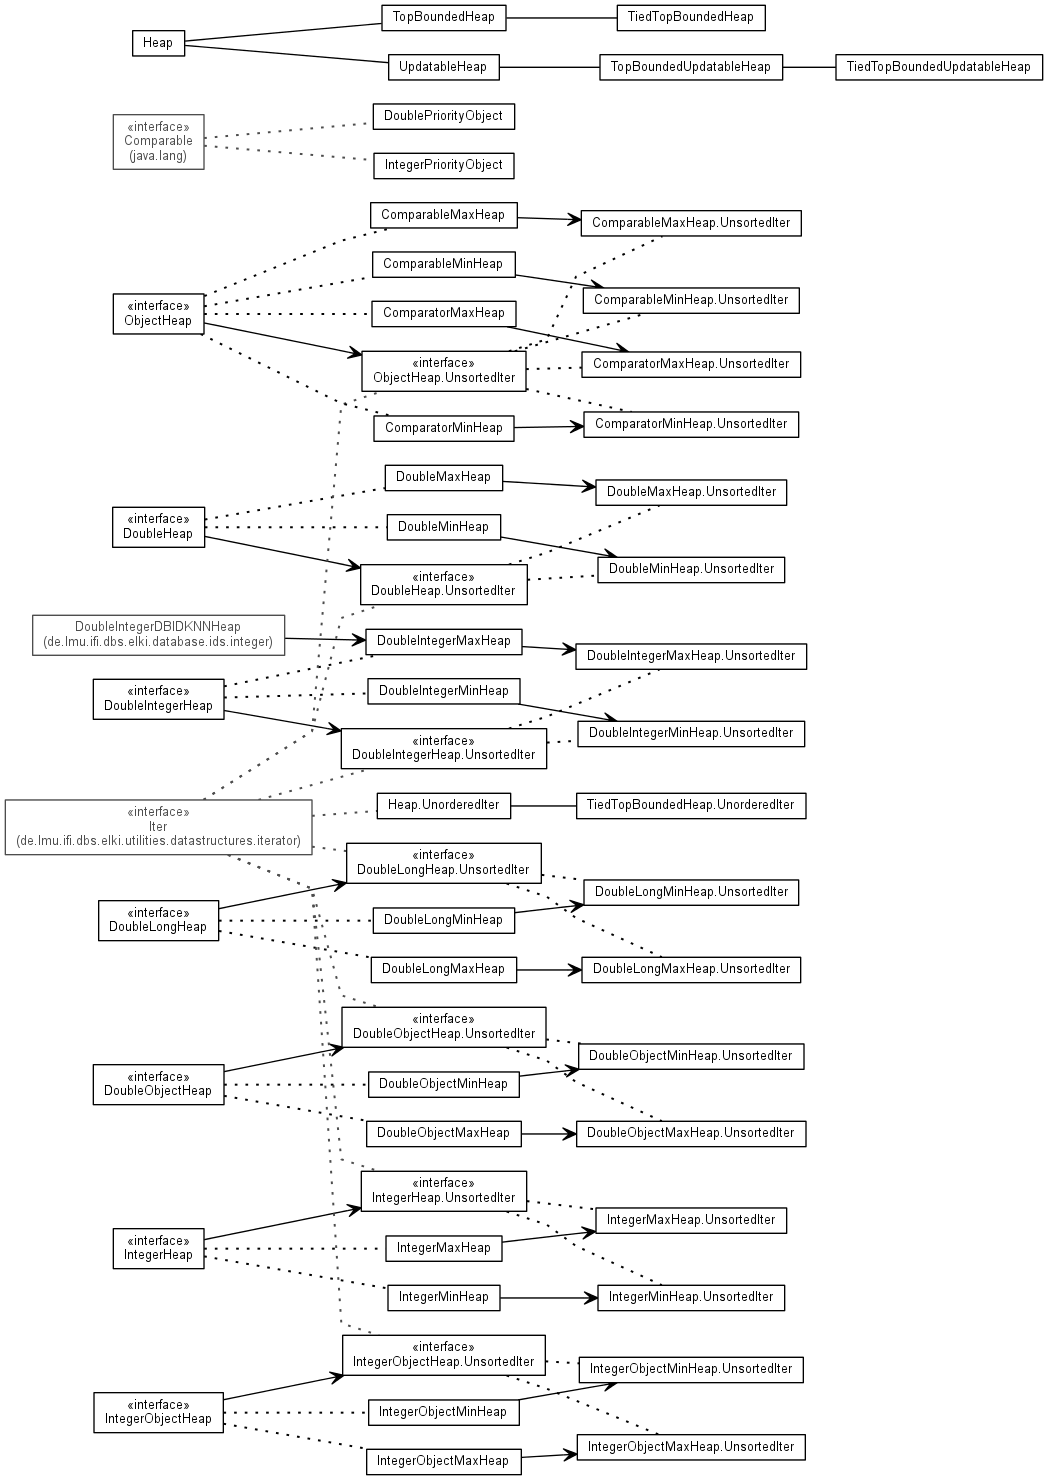 TopBoundedHeap
TiedTopBoundedHeap
Heap
UpdatableHeap
TopBoundedUpdatableHeap
TiedTopBoundedUpdatableHeap
«interface»
Comparable
(java.lang)
DoublePriorityObject
IntegerPriorityObject
ComparableMaxHeap
ComparableMaxHeap.UnsortedIter
ComparableMinHeap
ComparableMinHeap.UnsortedIter
«interface»
ObjectHeap
ComparatorMaxHeap
«interface»
ObjectHeap.UnsortedIter
ComparatorMaxHeap.UnsortedIter
ComparatorMinHeap
ComparatorMinHeap.UnsortedIter
DoubleMaxHeap
DoubleMaxHeap.UnsortedIter
«interface»
DoubleHeap
DoubleMinHeap
«interface»
DoubleHeap.UnsortedIter
DoubleMinHeap.UnsortedIter
DoubleIntegerDBIDKNNHeap
(de.lmu.ifi.dbs.elki.database.ids.integer)
DoubleIntegerMaxHeap
DoubleIntegerMaxHeap.UnsortedIter
«interface»
DoubleIntegerHeap
DoubleIntegerMinHeap
«interface»
DoubleIntegerHeap.UnsortedIter
DoubleIntegerMinHeap.UnsortedIter
«interface»
Iter
(de.lmu.ifi.dbs.elki.utilities.datastructures.iterator)
Heap.UnorderedIter
TiedTopBoundedHeap.UnorderedIter
«interface»
DoubleLongHeap.UnsortedIter
DoubleLongMinHeap.UnsortedIter
«interface»
DoubleLongHeap
DoubleLongMinHeap
DoubleLongMaxHeap
DoubleLongMaxHeap.UnsortedIter
«interface»
DoubleObjectHeap.UnsortedIter
DoubleObjectMinHeap.UnsortedIter
«interface»
DoubleObjectHeap
DoubleObjectMinHeap
DoubleObjectMaxHeap
DoubleObjectMaxHeap.UnsortedIter
«interface»
IntegerHeap.UnsortedIter
IntegerMaxHeap.UnsortedIter
«interface»
IntegerHeap
IntegerMaxHeap
IntegerMinHeap
IntegerMinHeap.UnsortedIter
«interface»
IntegerObjectHeap.UnsortedIter
IntegerObjectMinHeap.UnsortedIter
«interface»
IntegerObjectHeap
IntegerObjectMinHeap
IntegerObjectMaxHeap
IntegerObjectMaxHeap.UnsortedIter